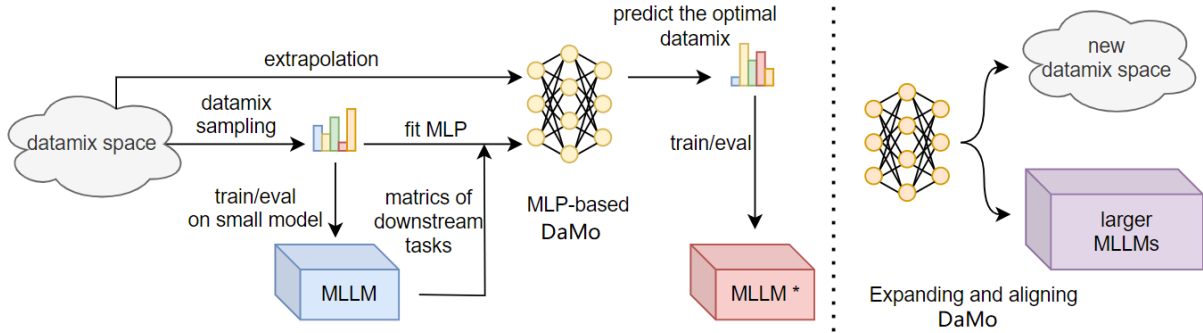 datamix space
extrapolation
datamix
sampling
fit MLP
train/eval
on small model
matrics of
downstream
tasks
MLLM
MLP-based
DaMo
predict the optimal
datamix
train/eval
MLLM *
new
datamix space
larger
MLLMs
Expanding and aligning
DaMo